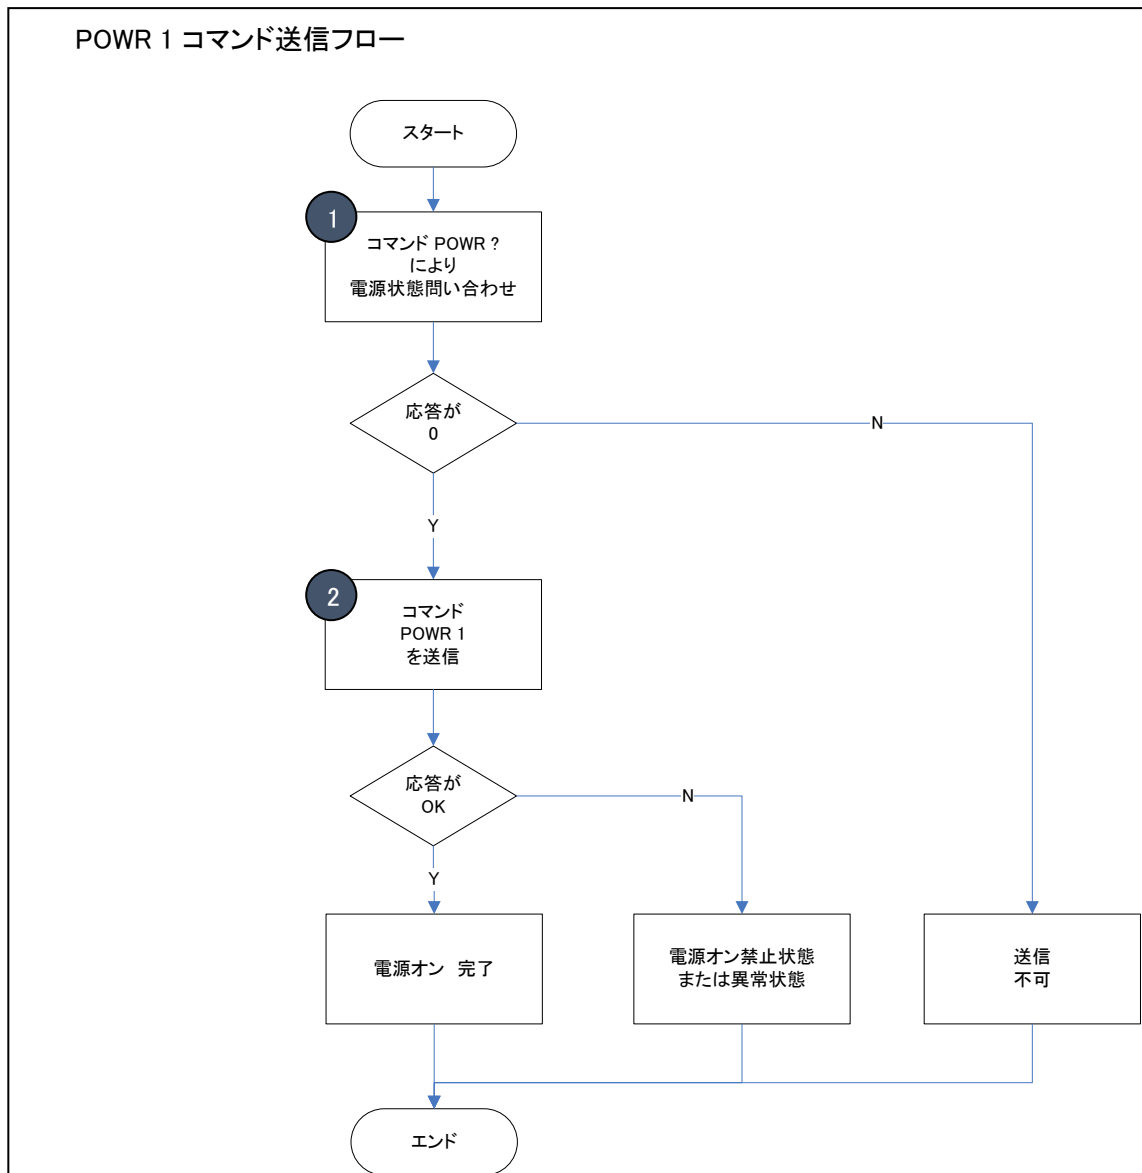 POWR 1 コマンド送信フロー
スタート
1
コマンド POWR ?
により
電源状態問い合わせ
応答が
0
N
Y
2
コマンド
POWR 1
を送信
応答が
OK
N
Y
電源オン 完了
電源オン禁止状態
または異常状態
送信
不可
エンド